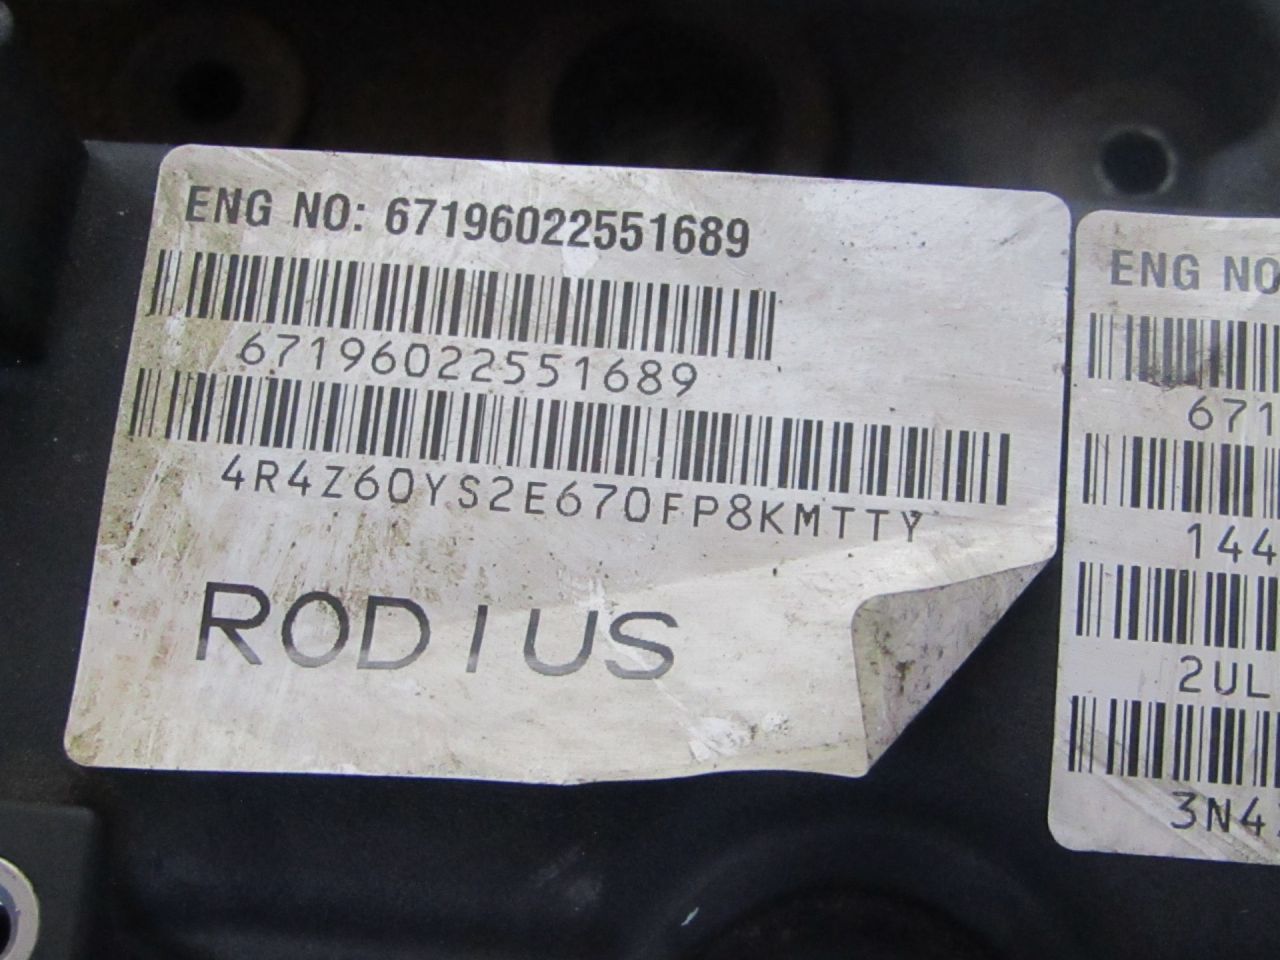 ENG NO: 67196022551689
67196022551689
4R4Z60YS2E670FP8KMTTY
RODIUS
ENG NO
671
144
2UL
3N4